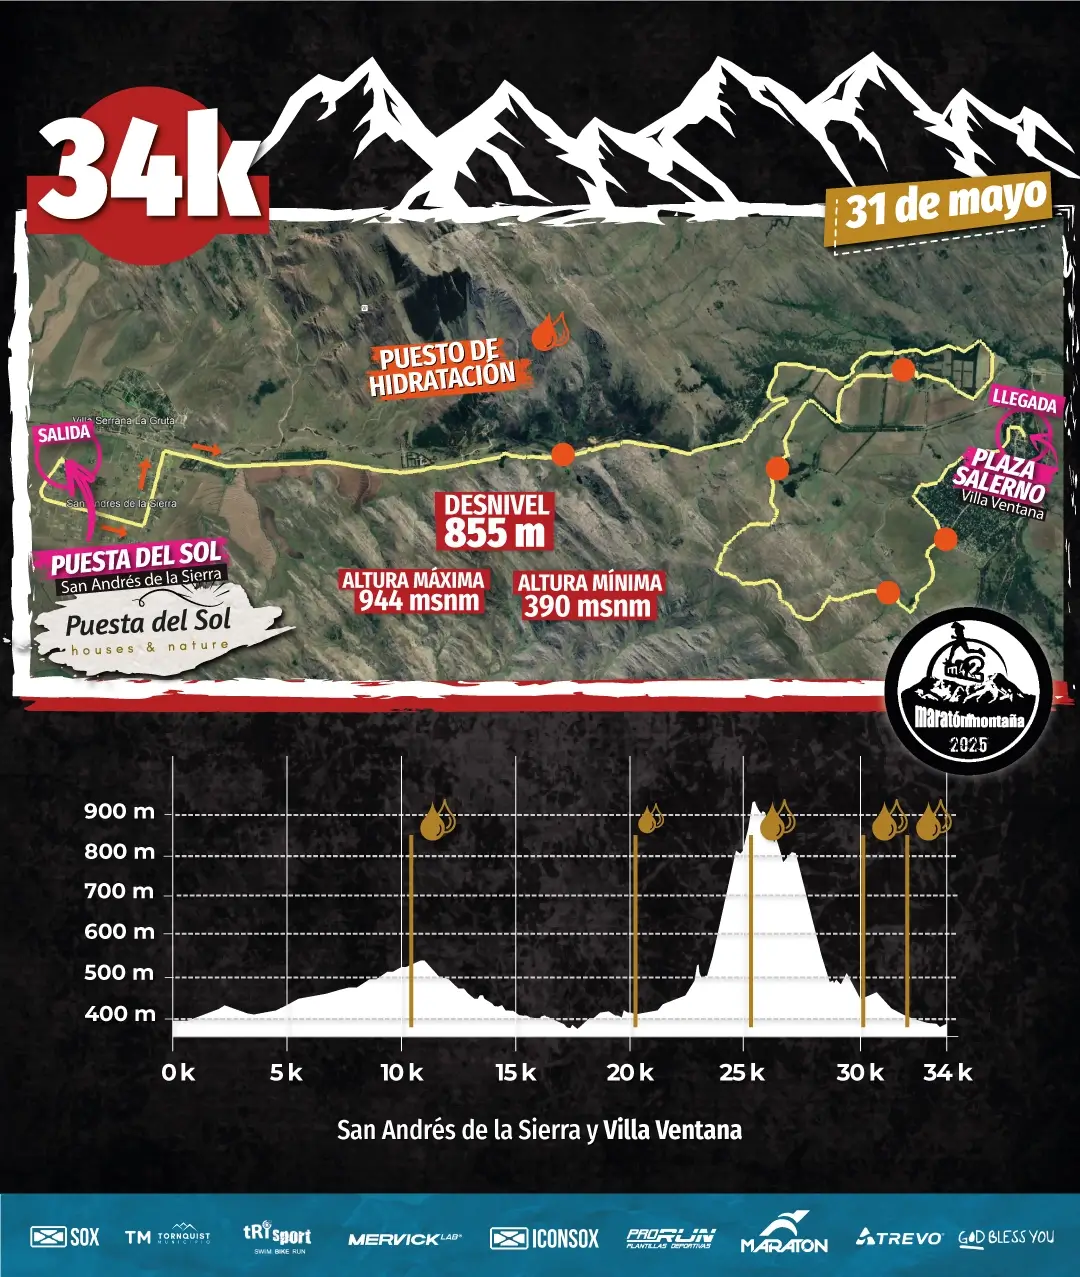 34k
31 de mayo
PUESTO DE
HIDRATACIÓN
Villa Serrana La Gruta
SALIDA
LLEGADA
PLAZA
SALERNO
Villa Ventana
San Andres de la Sierra
DESNIVEL
855 m
PUESTA DEL SOL
San Andrés de la Sierra
ALTURA MÁXIMA
944 msnm
ALTURA MÍNIMA
390 msnm
Puesta del Sol
houses & nature
m42
maratónmontaña
2025
900 m
800 m
700 m
600 m
500 m
400 m
0 k 5 k 10 k 15 k 20 k 25 k 30 k 34 k
San Andrés de la Sierra y Villa Ventana
SOX
TM TORNQUIST
MUNICIPIO
tRi sport
SWIM BIKE RUN
MERVICK LAB®
ICONSOX
PRORUN
PLANTILLAS DEPORTIVAS
MARATON
ATREVO
GOD BLESS YOU